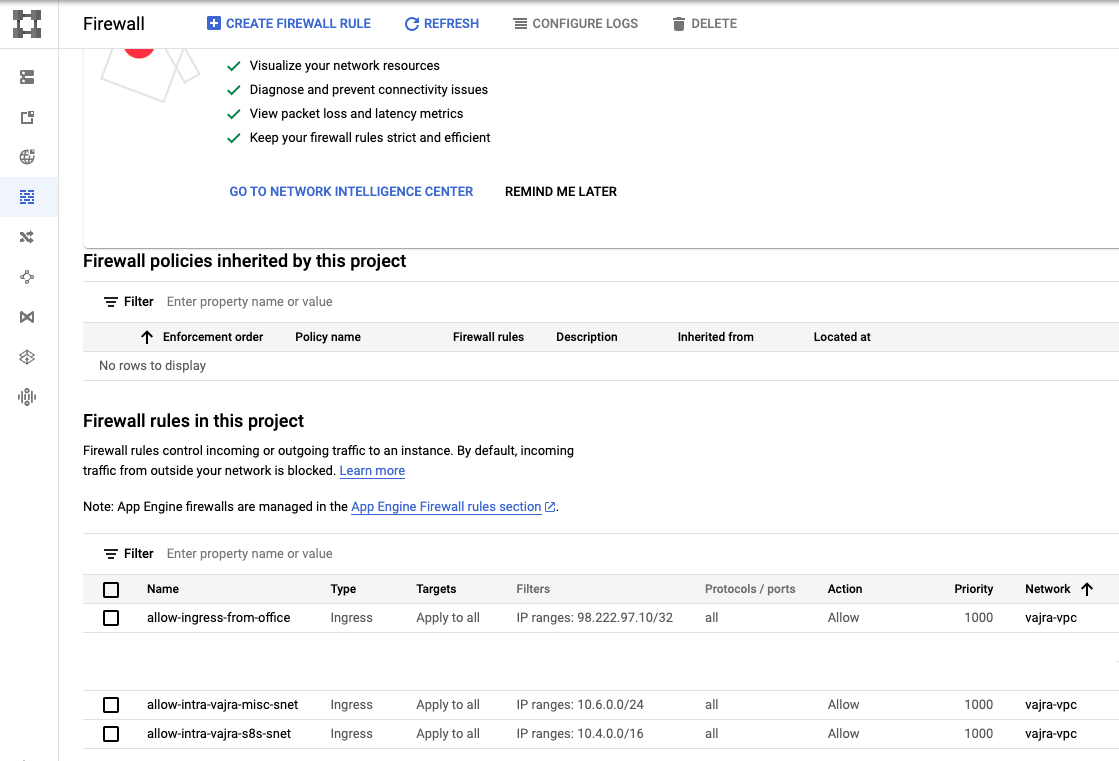 Firewall
CREATE FIREWALL RULE
REFRESH
CONFIGURE LOGS
DELETE
Visualize your network resources
Diagnose and prevent connectivity issues
View packet loss and latency metrics
Keep your firewall rules strict and efficient
GO TO NETWORK INTELLIGENCE CENTER
REMIND ME LATER
Firewall policies inherited by this project
Filter Enter property name or value
Enforcement order Policy name Firewall rules Description Inherited from Located at
No rows to display
Firewall rules in this project
Firewall rules control incoming or outgoing traffic to an instance. By default, incoming
traffic from outside your network is blocked. Learn more
Note: App Engine firewalls are managed in the App Engine Firewall rules section.
Filter Enter property name or value
Name Type Targets Filters Protocols / ports Action Priority Network
allow-ingress-from-office Ingress Apply to all IP ranges: 98.222.97.10/32 all Allow 1000 vajra-vpc
allow-intra-vajra-misc-snet Ingress Apply to all IP ranges: 10.6.0.0/24 all Allow 1000 vajra-vpc
allow-intra-vajra-s8s-snet Ingress Apply to all IP ranges: 10.4.0.0/16 all Allow 1000 vajra-vpc